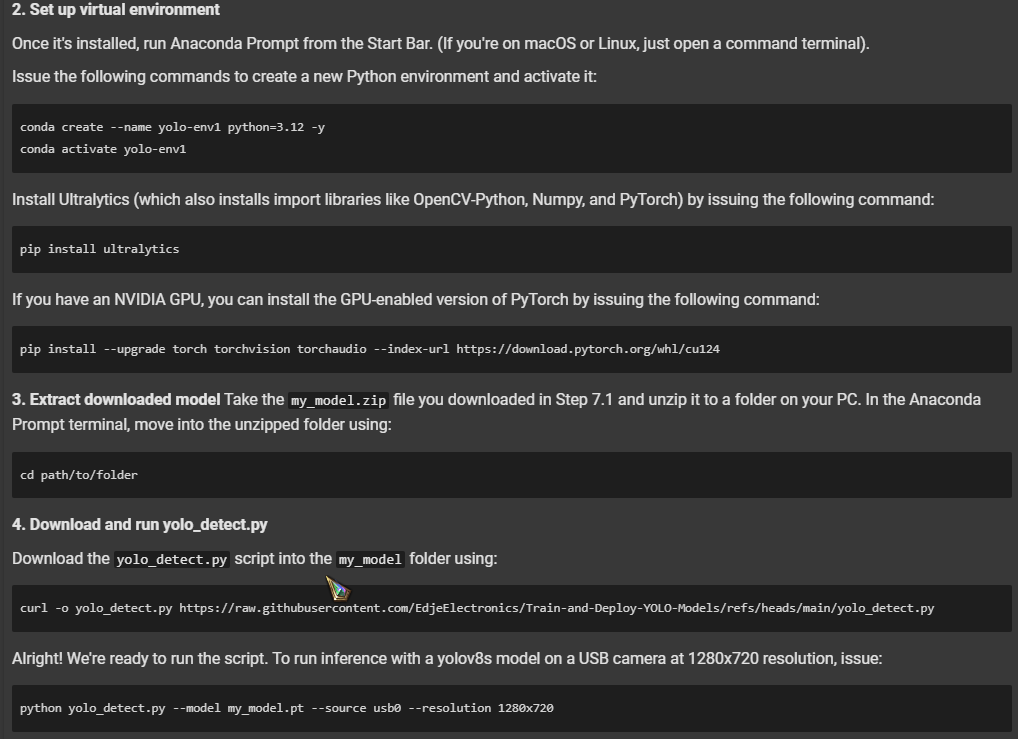 2. Set up virtual environment
Once it's installed, run Anaconda Prompt from the Start Bar. (If you're on macOS or Linux, just open a command terminal).
Issue the following commands to create a new Python environment and activate it:
conda create --name yolo-env1 python=3.12 -y
conda activate yolo-env1
Install Ultralytics (which also installs import libraries like OpenCV-Python, Numpy, and PyTorch) by issuing the following command:
pip install ultralytics
If you have an NVIDIA GPU, you can install the GPU-enabled version of PyTorch by issuing the following command:
pip install --upgrade torch torchvision torchaudio --index-url https://download.pytorch.org/whl/cu124
3. Extract downloaded model Take the my_model.zip file you downloaded in Step 7.1 and unzip it to a folder on your PC. In the Anaconda
Prompt terminal, move into the unzipped folder using:
cd path/to/folder
4. Download and run yolo_detect.py
Download the yolo_detect.py script into the my_model folder using:
curl -o yolo_detect.py https://raw.githubusercontent.com/EdjeElectronics/Train-and-Deploy-YOLO-Models/refs/heads/main/yolo_detect.py
Alright! We're ready to run the script. To run inference with a yolov8s model on a USB camera at 1280x720 resolution, issue:
python yolo_detect.py --model my_model.pt --source usb0 --resolution 1280x720